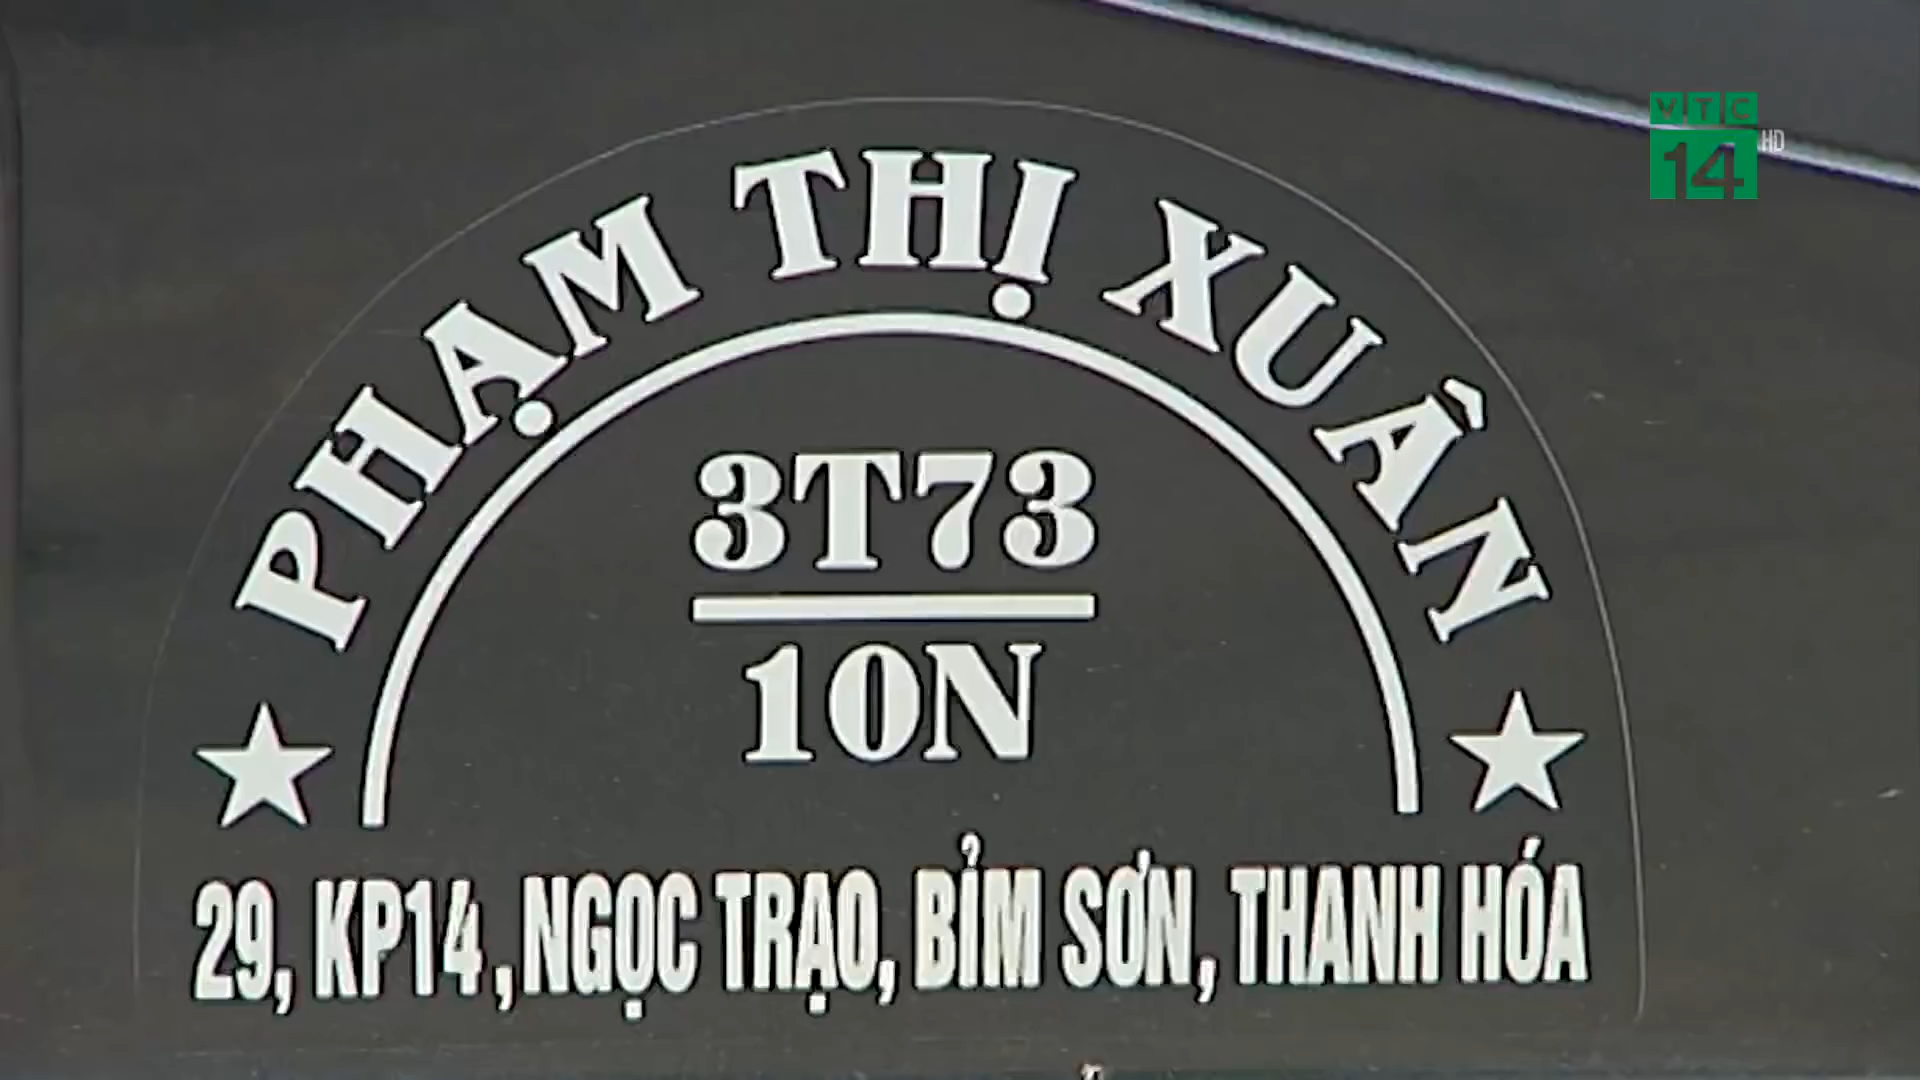 VTC
14 HD
PHẠM THỊ XUÂN
3T73
10N
29, KP14, NGỌC TRẠO, BỈM SƠN, THANH HÓA